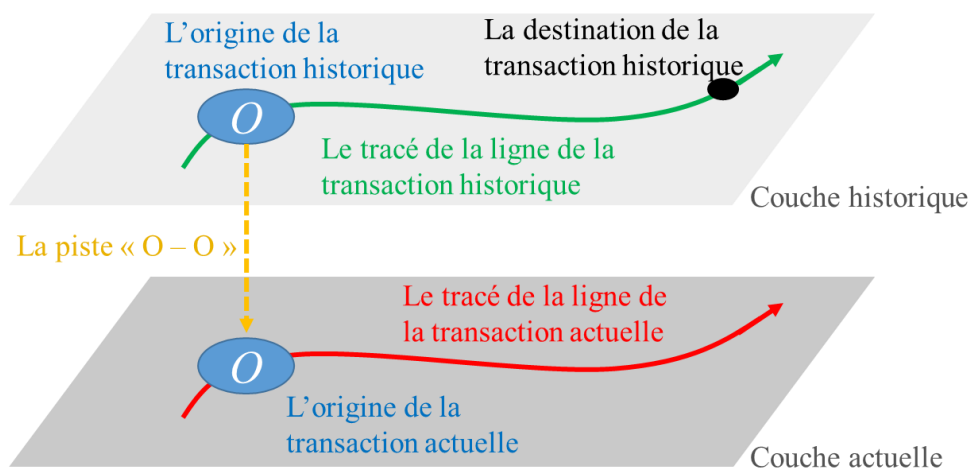 L’origine de la
transaction historique
La destination de la
transaction historique
O
Le tracé de la ligne de la
transaction historique
Couche historique
La piste « O – O »
Le tracé de la ligne de
la transaction actuelle
O
L’origine de la
transaction actuelle
Couche actuelle